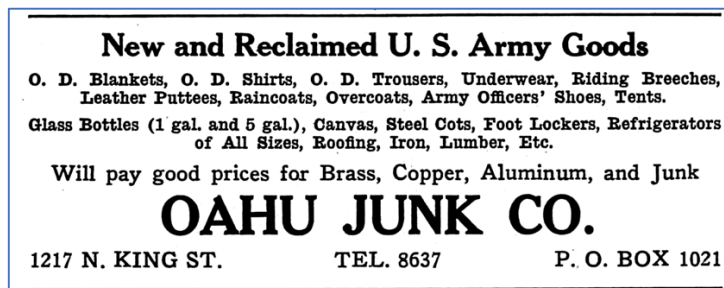 New and Reclaimed U. S. Army Goods
O. D. Blankets, O. D. Shirts, O. D. Trousers, Underwear, Riding Breeches,
Leather Puttees, Raincoats, Overcoats, Army Officers' Shoes, Tents.
Glass Bottles (1 gal. and 5 gal.), Canvas, Steel Cots, Foot Lockers, Refrigerators
of All Sizes, Roofing, Iron, Lumber, Etc.
Will pay good prices for Brass, Copper, Aluminum, and Junk
OAHU JUNK CO.
1217 N. KING ST. TEL. 8637 P. O. BOX 1021